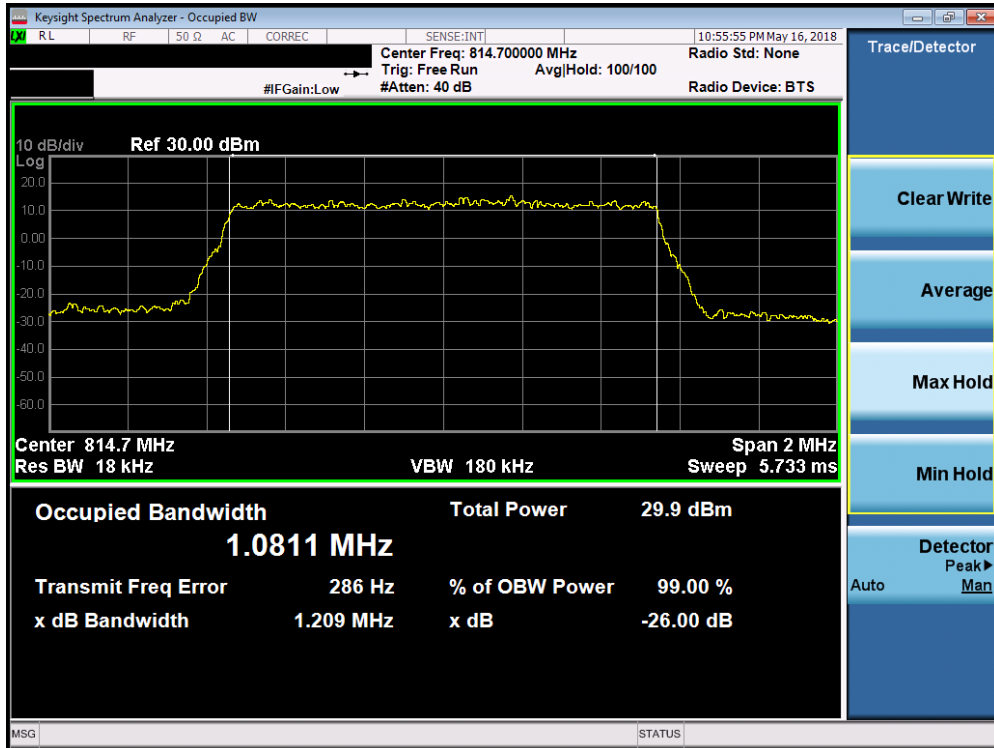 Keysight Spectrum Analyzer - Occupied BW
LXI RL RF 50 Ω AC CORREC SENSE:INT 10:55:55 PM May 16, 2018
Center Freq: 814.700000 MHz Radio Std: None
Trig: Free Run Avg|Hold: 100/100
#IFGain:Low #Atten: 40 dB Radio Device: BTS
Trace/Detector
10 dB/div Ref 30.00 dBm
Log
20.0
10.0
0.00
-10.0
-20.0
-30.0
-40.0
-50.0
-60.0
Center 814.7 MHz Span 2 MHz
Res BW 18 kHz VBW 180 kHz Sweep 5.733 ms
Occupied Bandwidth Total Power 29.9 dBm
1.0811 MHz
Transmit Freq Error 286 Hz % of OBW Power 99.00 %
x dB Bandwidth 1.209 MHz x dB -26.00 dB
Clear Write
Average
Max Hold
Min Hold
Detector
Peak▶
Auto Man
MSG STATUS